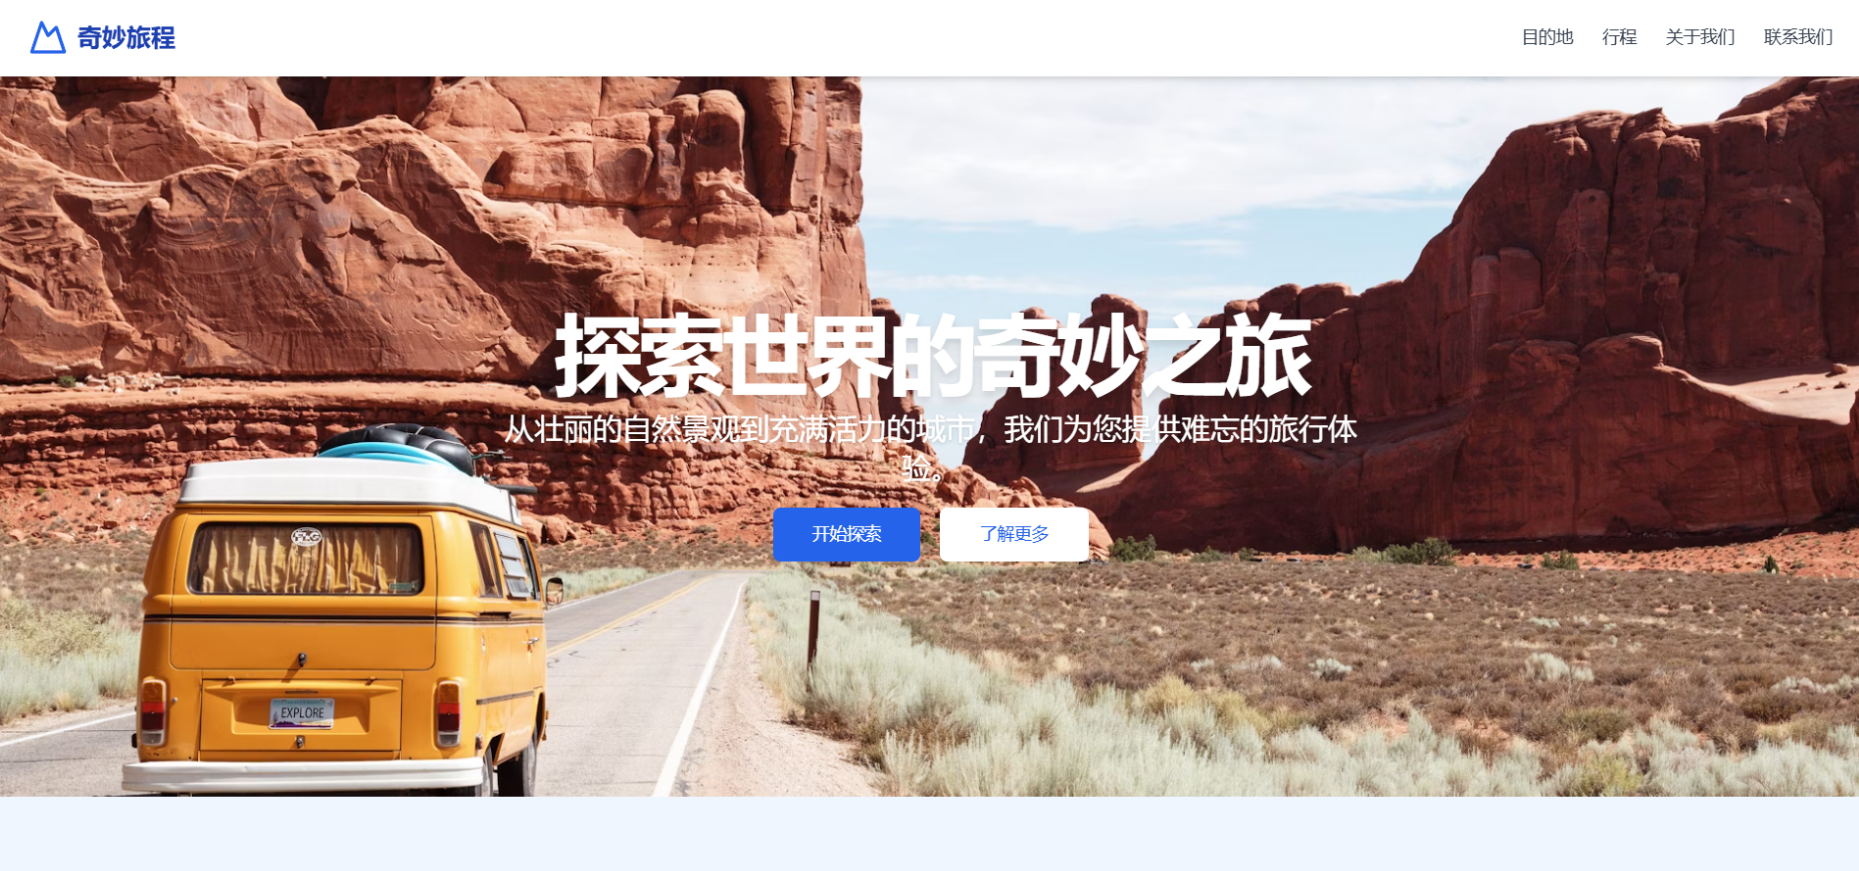 奇妙旅程
目的地 行程 关于我们 联系我们
探索世界的奇妙之旅
从壮丽的自然景观到充满活力的城市，我们为您提供难忘的旅行体
验。
开始探索 了解更多
EXPLORE